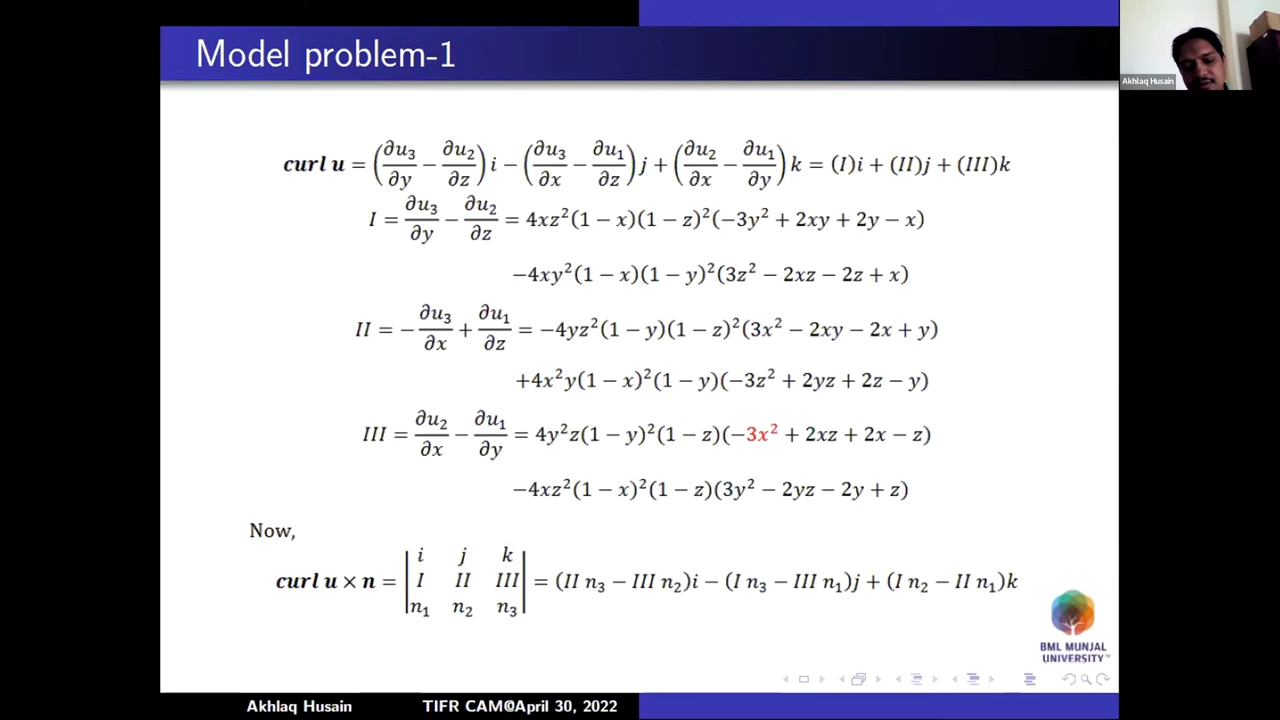 Model problem-1
Akhlaq Husain
curl u = (∂u₃/∂y − ∂u₂/∂z) i − (∂u₃/∂x − ∂u₁/∂z) j + (∂u₂/∂x − ∂u₁/∂y) k = (I)i + (II)j + (III)k
I = ∂u₃/∂y − ∂u₂/∂z = 4xz²(1 − x)(1 − z)²(−3y² + 2xy + 2y − x)
−4xy²(1 − x)(1 − y)²(3z² − 2xz − 2z + x)
II = −∂u₃/∂x + ∂u₁/∂z = −4yz²(1 − y)(1 − z)²(3x² − 2xy − 2x + y)
+4x²y(1 − x)²(1 − y)(−3z² + 2yz + 2z − y)
III = ∂u₂/∂x − ∂u₁/∂y = 4y²z(1 − y)²(1 − z)(−3x² + 2xz + 2x − z)
−4xz²(1 − x)²(1 − z)(3y² − 2yz − 2y + z)
Now,
curl u × n = | i j k |
| I II III | = (II n₃ − III n₂)i − (I n₃ − III n₁)j + (I n₂ − II n₁)k
| n₁ n₂ n₃ |
BML MUNJAL
UNIVERSITY™
Akhlaq Husain TIFR CAM@April 30, 2022